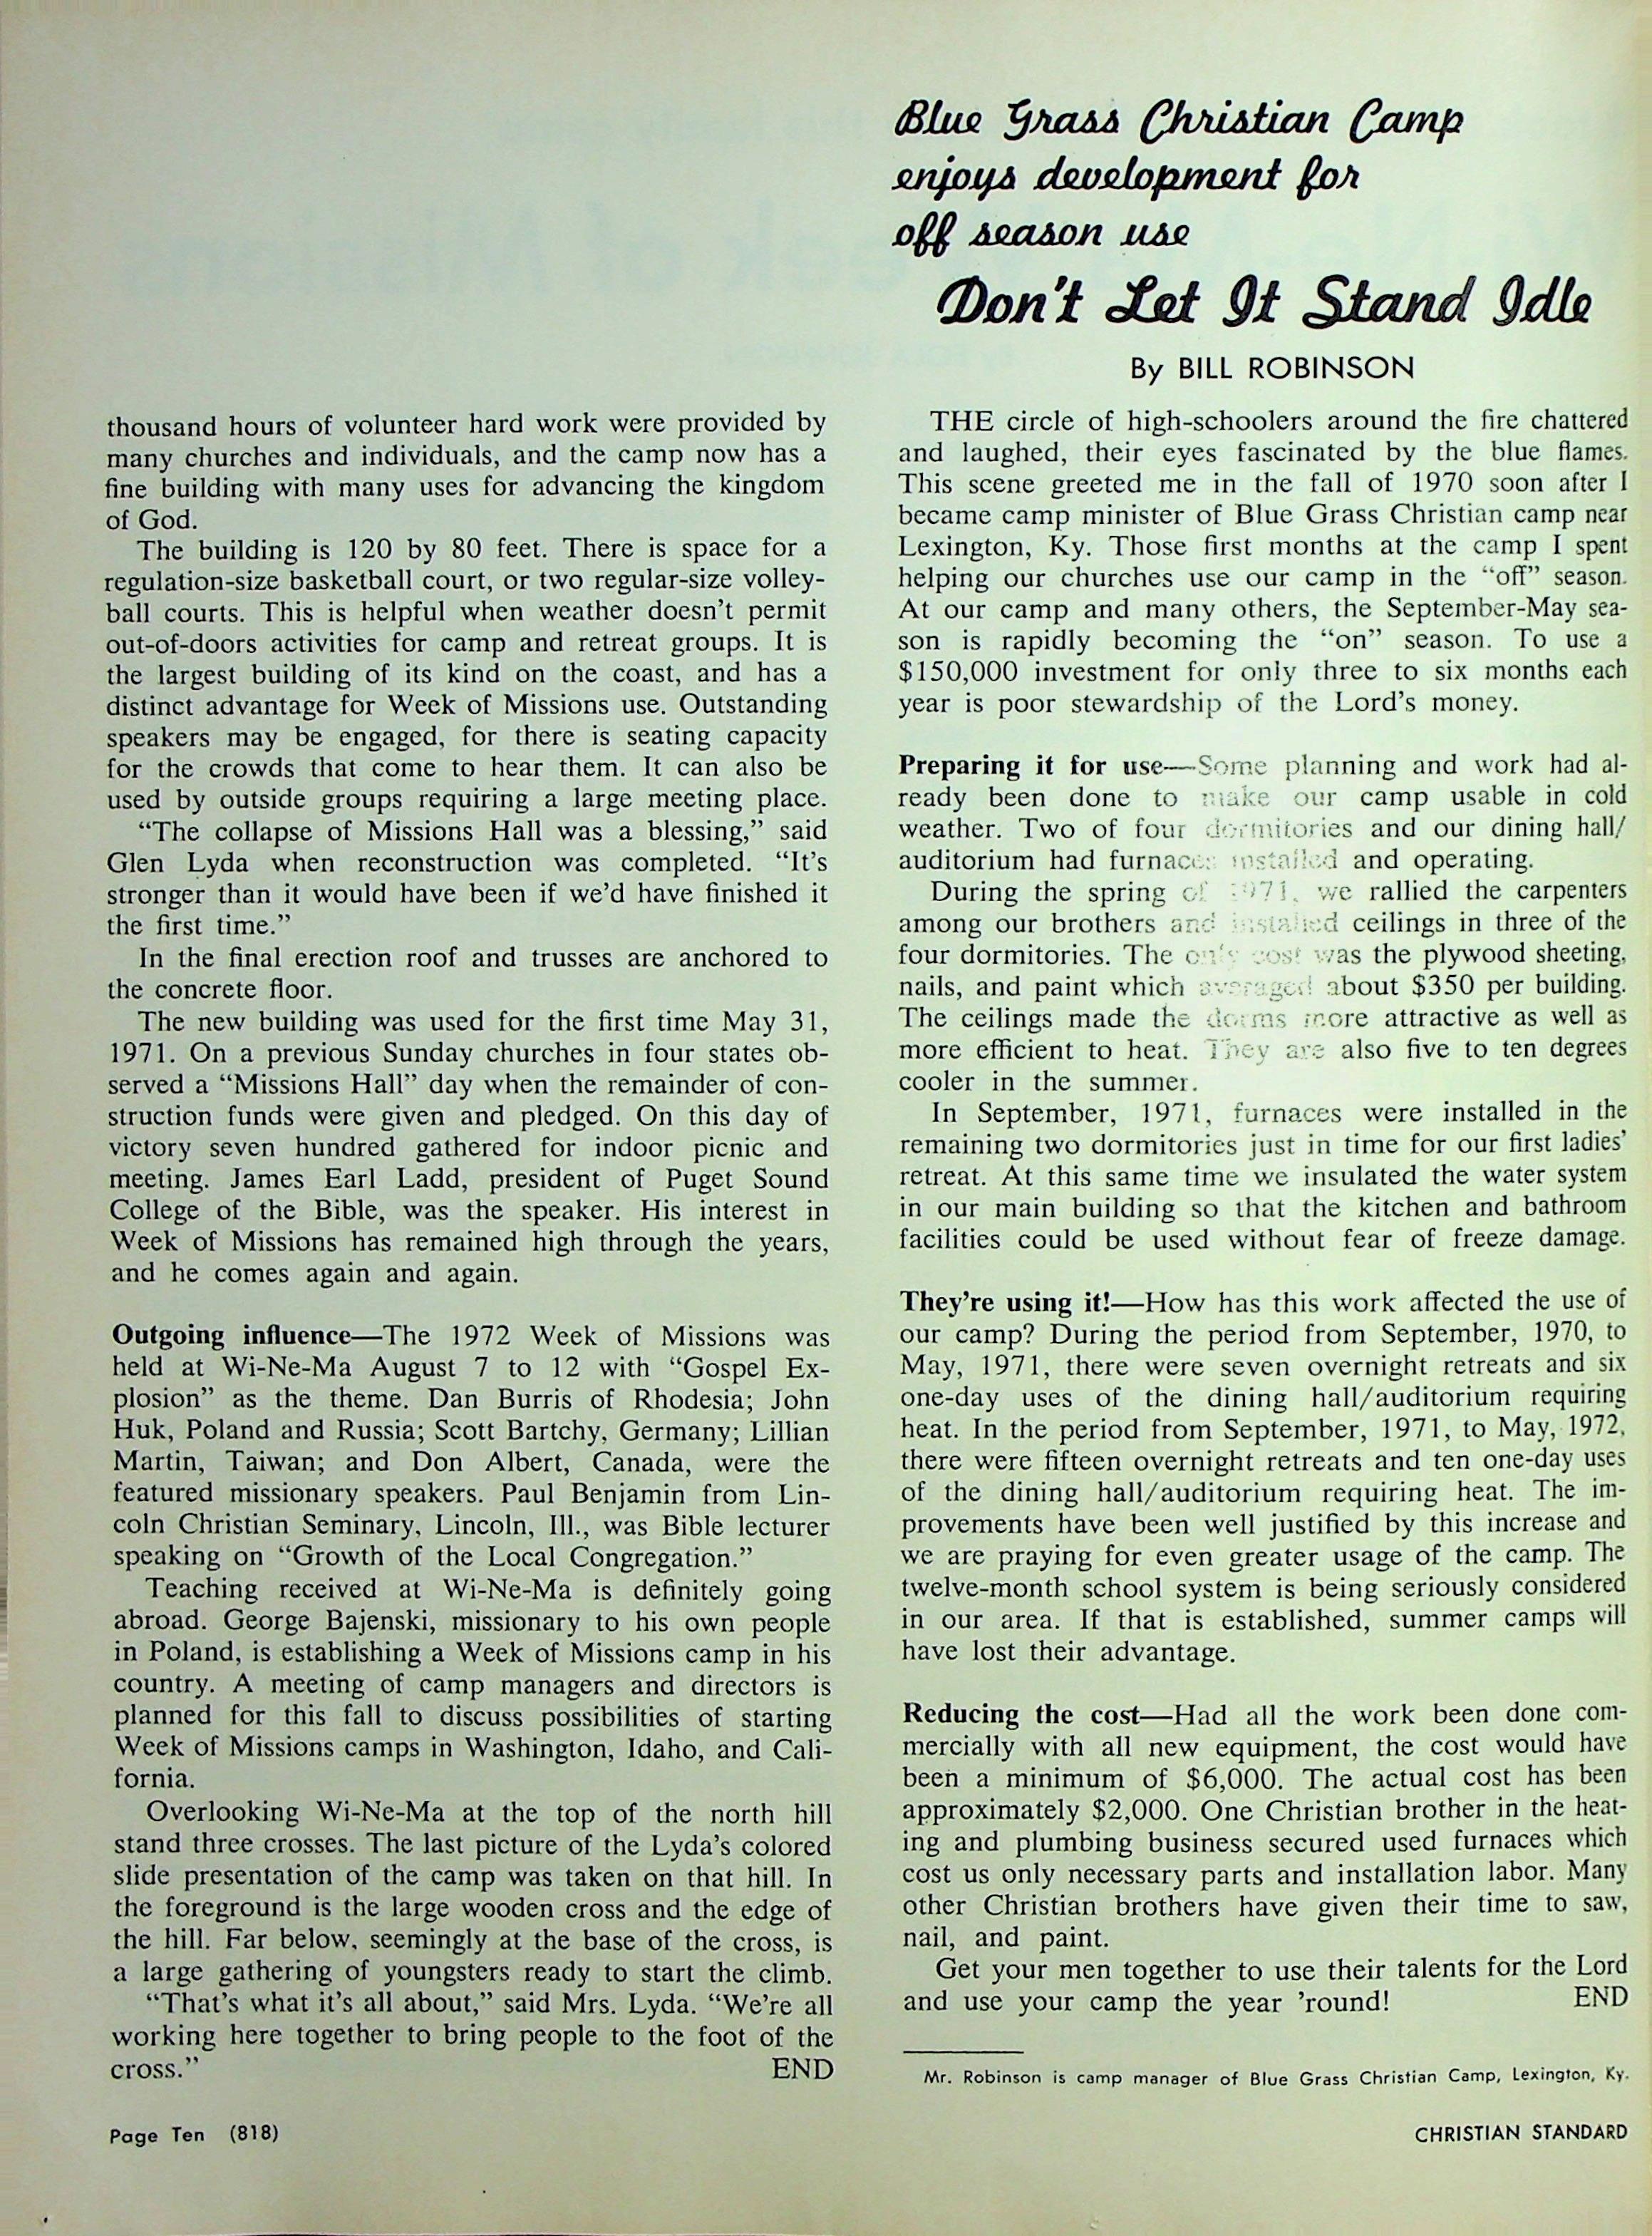 thousand hours of volunteer hard work were provided by
many churches and individuals, and the camp now has a
fine building with many uses for advancing the kingdom
of God.
The building is 120 by 80 feet. There is space for a
regulation-size basketball court, or two regular-size volley-
ball courts. This is helpful when weather doesn't permit
out-of-doors activities for camp and retreat groups. It is
the largest building of its kind on the coast, and has a
distinct advantage for Week of Missions use. Outstanding
speakers may be engaged, for there is seating capacity
for the crowds that come to hear them. It can also be
used by outside groups requiring a large meeting place.
"The collapse of Missions Hall was a blessing," said
Glen Lyda when reconstruction was completed. "It's
stronger than it would have been if we'd have finished it
the first time."
In the final erection roof and trusses are anchored to
the concrete floor.
The new building was used for the first time May 31,
1971. On a previous Sunday churches in four states ob-
served a "Missions Hall" day when the remainder of con-
struction funds were given and pledged. On this day of
victory seven hundred gathered for indoor picnic and
meeting. James Earl Ladd, president of Puget Sound
College of the Bible, was the speaker. His interest in
Week of Missions has remained high through the years,
and he comes again and again.
Outgoing influence—The 1972 Week of Missions was
held at Wi-Ne-Ma August 7 to 12 with "Gospel Ex-
plosion" as the theme. Dan Burris of Rhodesia; John
Huk, Poland and Russia; Scott Bartchy, Germany; Lillian
Martin, Taiwan; and Don Albert, Canada, were the
featured missionary speakers. Paul Benjamin from Lin-
coln Christian Seminary, Lincoln, Ill., was Bible lecturer
speaking on "Growth of the Local Congregation."
Teaching received at Wi-Ne-Ma is definitely going
abroad. George Bajenski, missionary to his own people
in Poland, is establishing a Week of Missions camp in his
country. A meeting of camp managers and directors is
planned for this fall to discuss possibilities of starting
Week of Missions camps in Washington, Idaho, and Cali-
fornia.
Overlooking Wi-Ne-Ma at the top of the north hill
stand three crosses. The last picture of the Lyda's colored
slide presentation of the camp was taken on that hill. In
the foreground is the large wooden cross and the edge of
the hill. Far below, seemingly at the base of the cross, is
a large gathering of youngsters ready to start the climb.
"That's what it's all about," said Mrs. Lyda. "We're all
working here together to bring people to the foot of the
cross." END
Blue Grass Christian Camp
enjoys development for
off season use
Don't Let It Stand Idle
By BILL ROBINSON
THE circle of high-schoolers around the fire chattered
and laughed, their eyes fascinated by the blue flames.
This scene greeted me in the fall of 1970 soon after I
became camp minister of Blue Grass Christian camp near
Lexington, Ky. Those first months at the camp I spent
helping our churches use our camp in the "off" season.
At our camp and many others, the September-May sea-
son is rapidly becoming the "on" season. To use a
$150,000 investment for only three to six months each
year is poor stewardship of the Lord's money.
Preparing it for use—Some planning and work had al-
ready been done to make our camp usable in cold
weather. Two of four dormitories and our dining hall/
auditorium had furnaces installed and operating.
During the spring of 1971, we rallied the carpenters
among our brothers and installed ceilings in three of the
four dormitories. The only cost was the plywood sheeting,
nails, and paint which averaged about $350 per building.
The ceilings made the dorms more attractive as well as
more efficient to heat. They are also five to ten degrees
cooler in the summer.
In September, 1971, furnaces were installed in the
remaining two dormitories just in time for our first ladies'
retreat. At this same time we insulated the water system
in our main building so that the kitchen and bathroom
facilities could be used without fear of freeze damage.
They're using it!—How has this work affected the use of
our camp? During the period from September, 1970, to
May, 1971, there were seven overnight retreats and six
one-day uses of the dining hall/auditorium requiring
heat. In the period from September, 1971, to May, 1972,
there were fifteen overnight retreats and ten one-day uses
of the dining hall/auditorium requiring heat. The im-
provements have been well justified by this increase and
we are praying for even greater usage of the camp. The
twelve-month school system is being seriously considered
in our area. If that is established, summer camps will
have lost their advantage.
Reducing the cost—Had all the work been done com-
mercially with all new equipment, the cost would have
been a minimum of $6,000. The actual cost has been
approximately $2,000. One Christian brother in the heat-
ing and plumbing business secured used furnaces which
cost us only necessary parts and installation labor. Many
other Christian brothers have given their time to saw,
nail, and paint.
Get your men together to use their talents for the Lord
and use your camp the year 'round! END
Mr. Robinson is camp manager of Blue Grass Christian Camp, Lexington, Ky.
Page Ten (818)
CHRISTIAN STANDARD